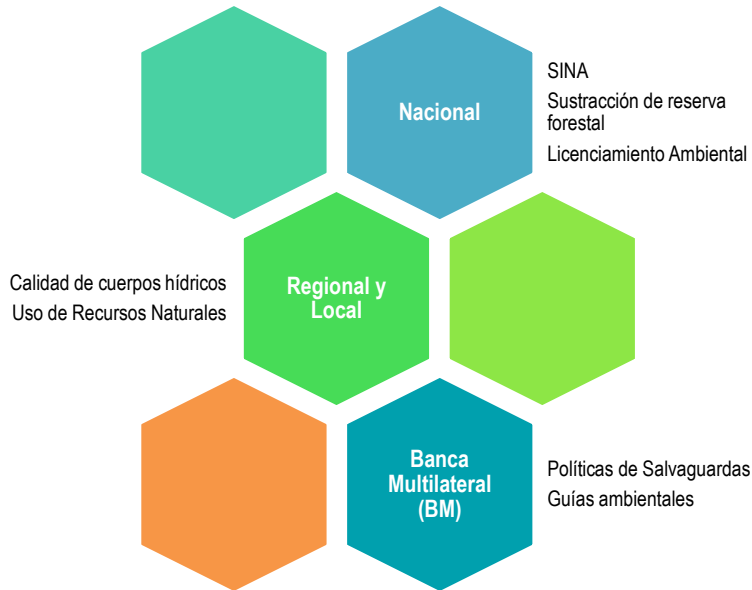 Nacional
SINA
Sustracción de reserva
forestal
Licenciamiento Ambiental
Calidad de cuerpos hídricos
Uso de Recursos Naturales
Regional y
Local
Banca
Multilateral
(BM)
Políticas de Salvaguardas
Guías ambientales